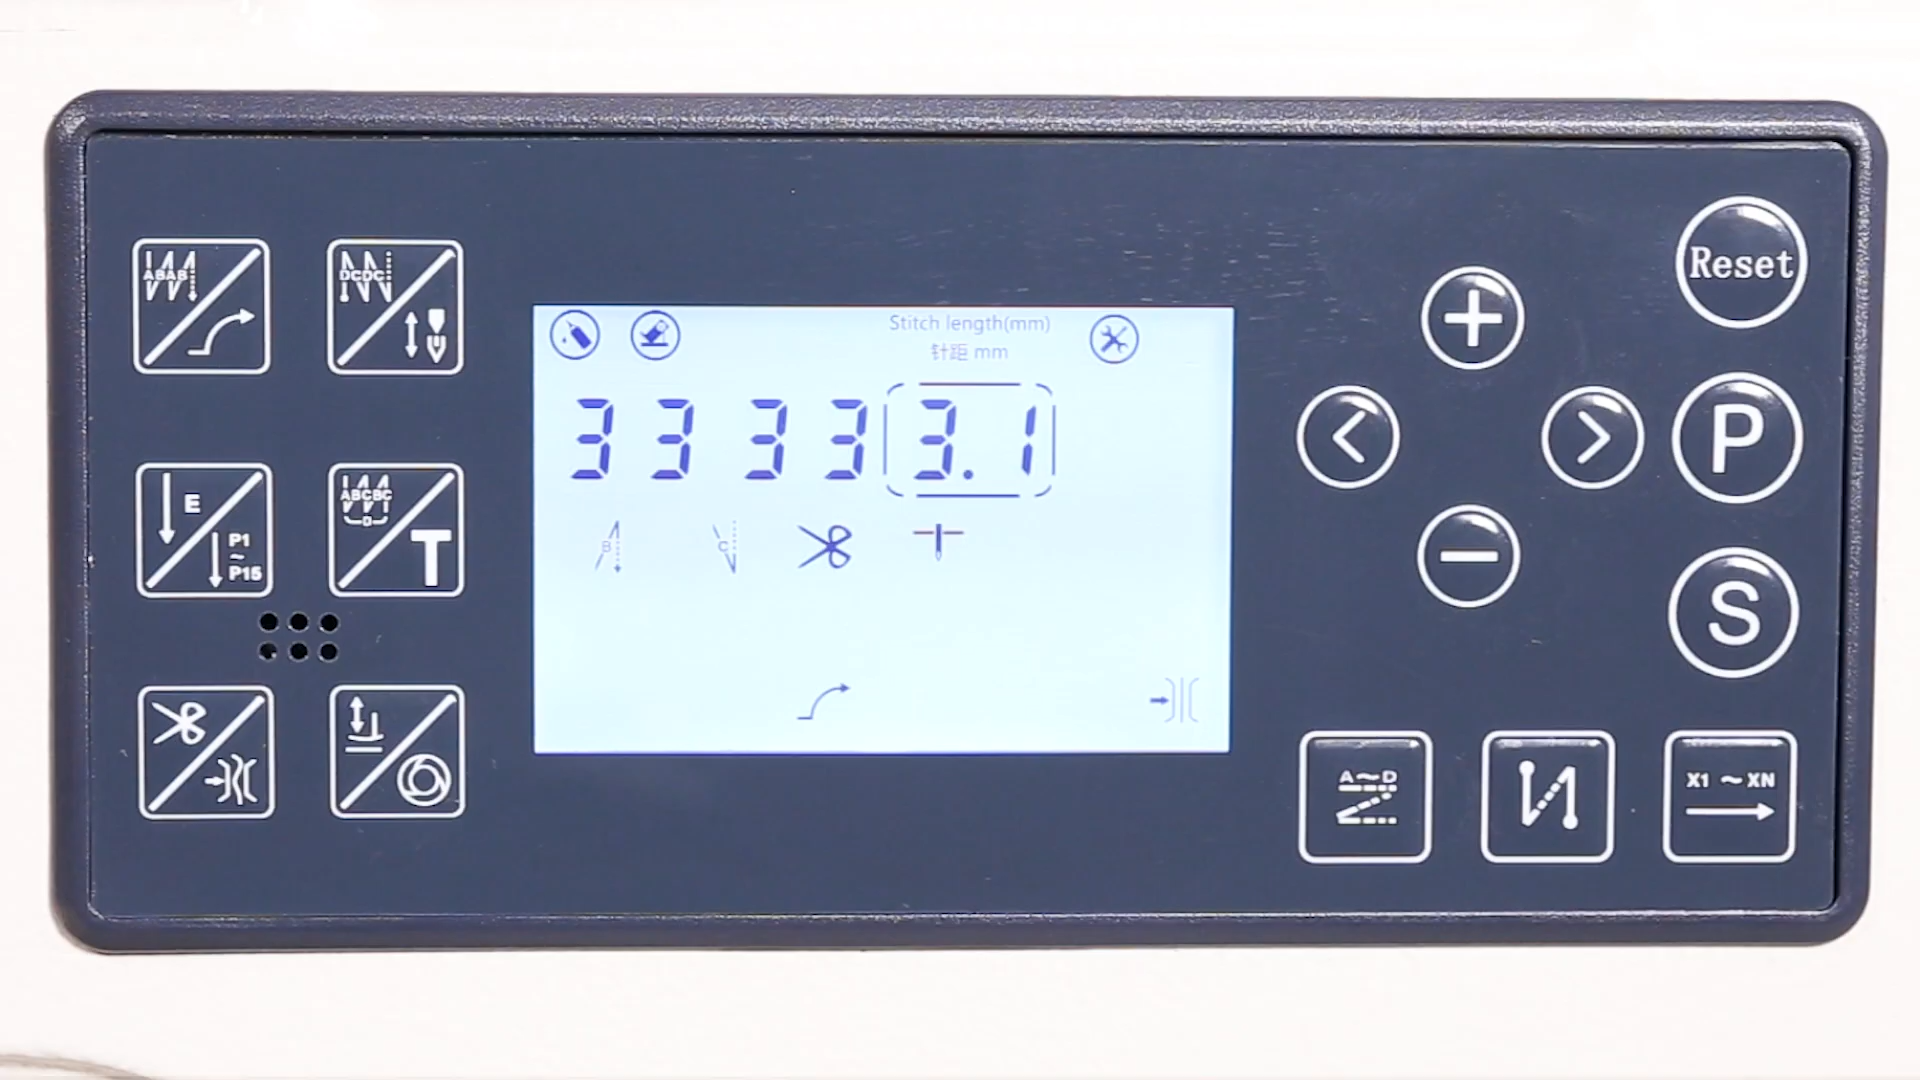 ABAB
DCDC
Reset
Stitch length(mm)
针距 mm
3 3 3 3 3.1
P
E
P1
~
P15
ABCBC
D
T
B
C
S
A~D
X1 ~ XN